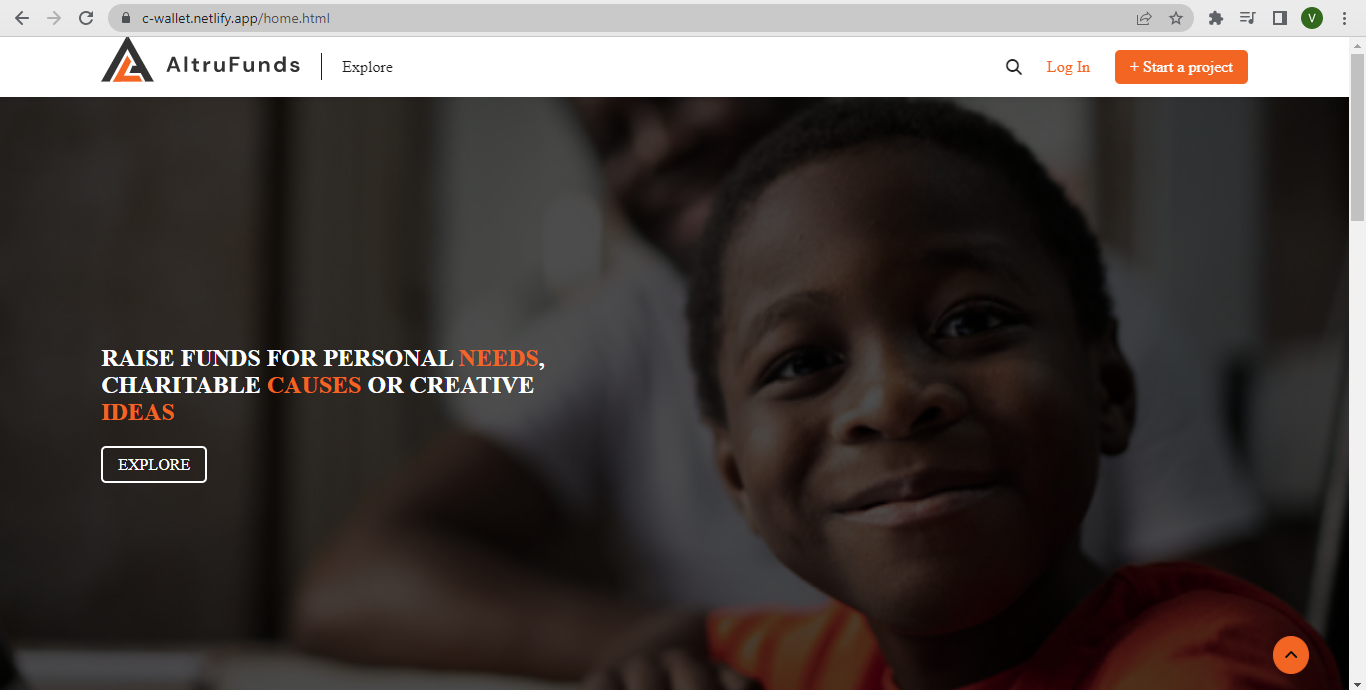 c-wallet.netlify.app/home.html
V
AltruFunds
Explore
Log In
+ Start a project
RAISE FUNDS FOR PERSONAL NEEDS,
CHARITABLE CAUSES OR CREATIVE
IDEAS
EXPLORE